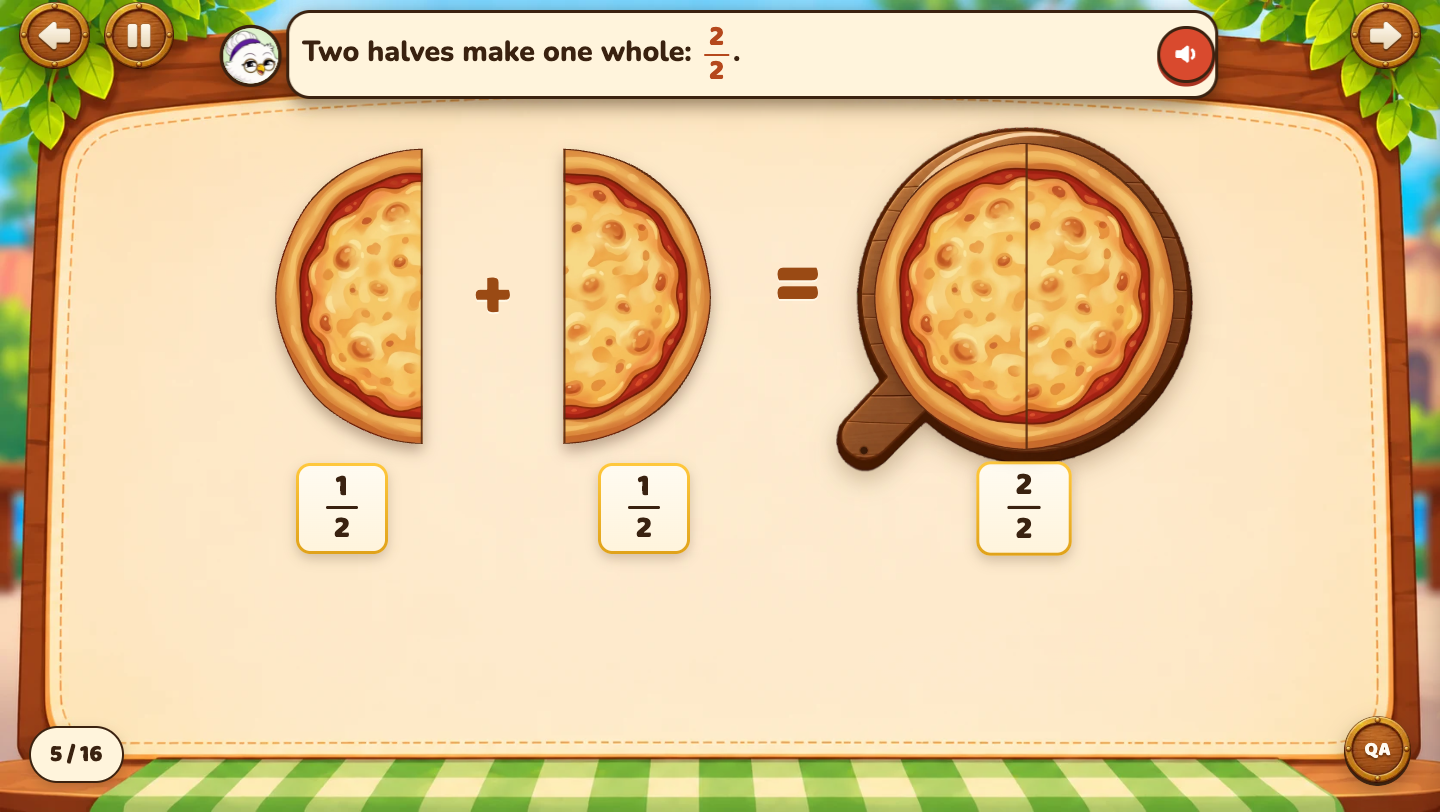 Two halves make one whole: 2/2.
+
=
1/2
1/2
2/2
5 / 16
QA